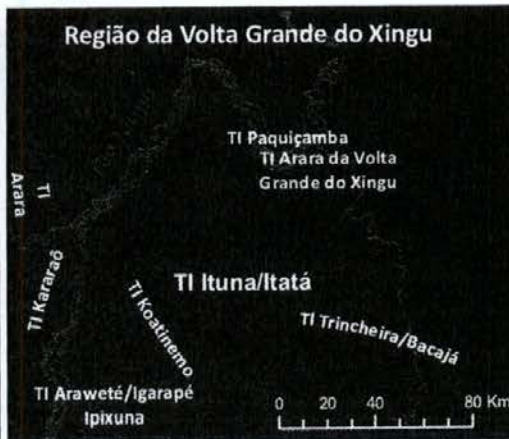 Região da Volta Grande do Xingu
TI Paquiçamba
TI Arara da Volta
Grande do Xingu
TI
Arara
TI Kararaô
TI Koatinemo
TI Ituna/Itatá
TI Trincheira/Bacajá
TI Araweté/Igarapé
Ipixuna
0 20 40 80 Km